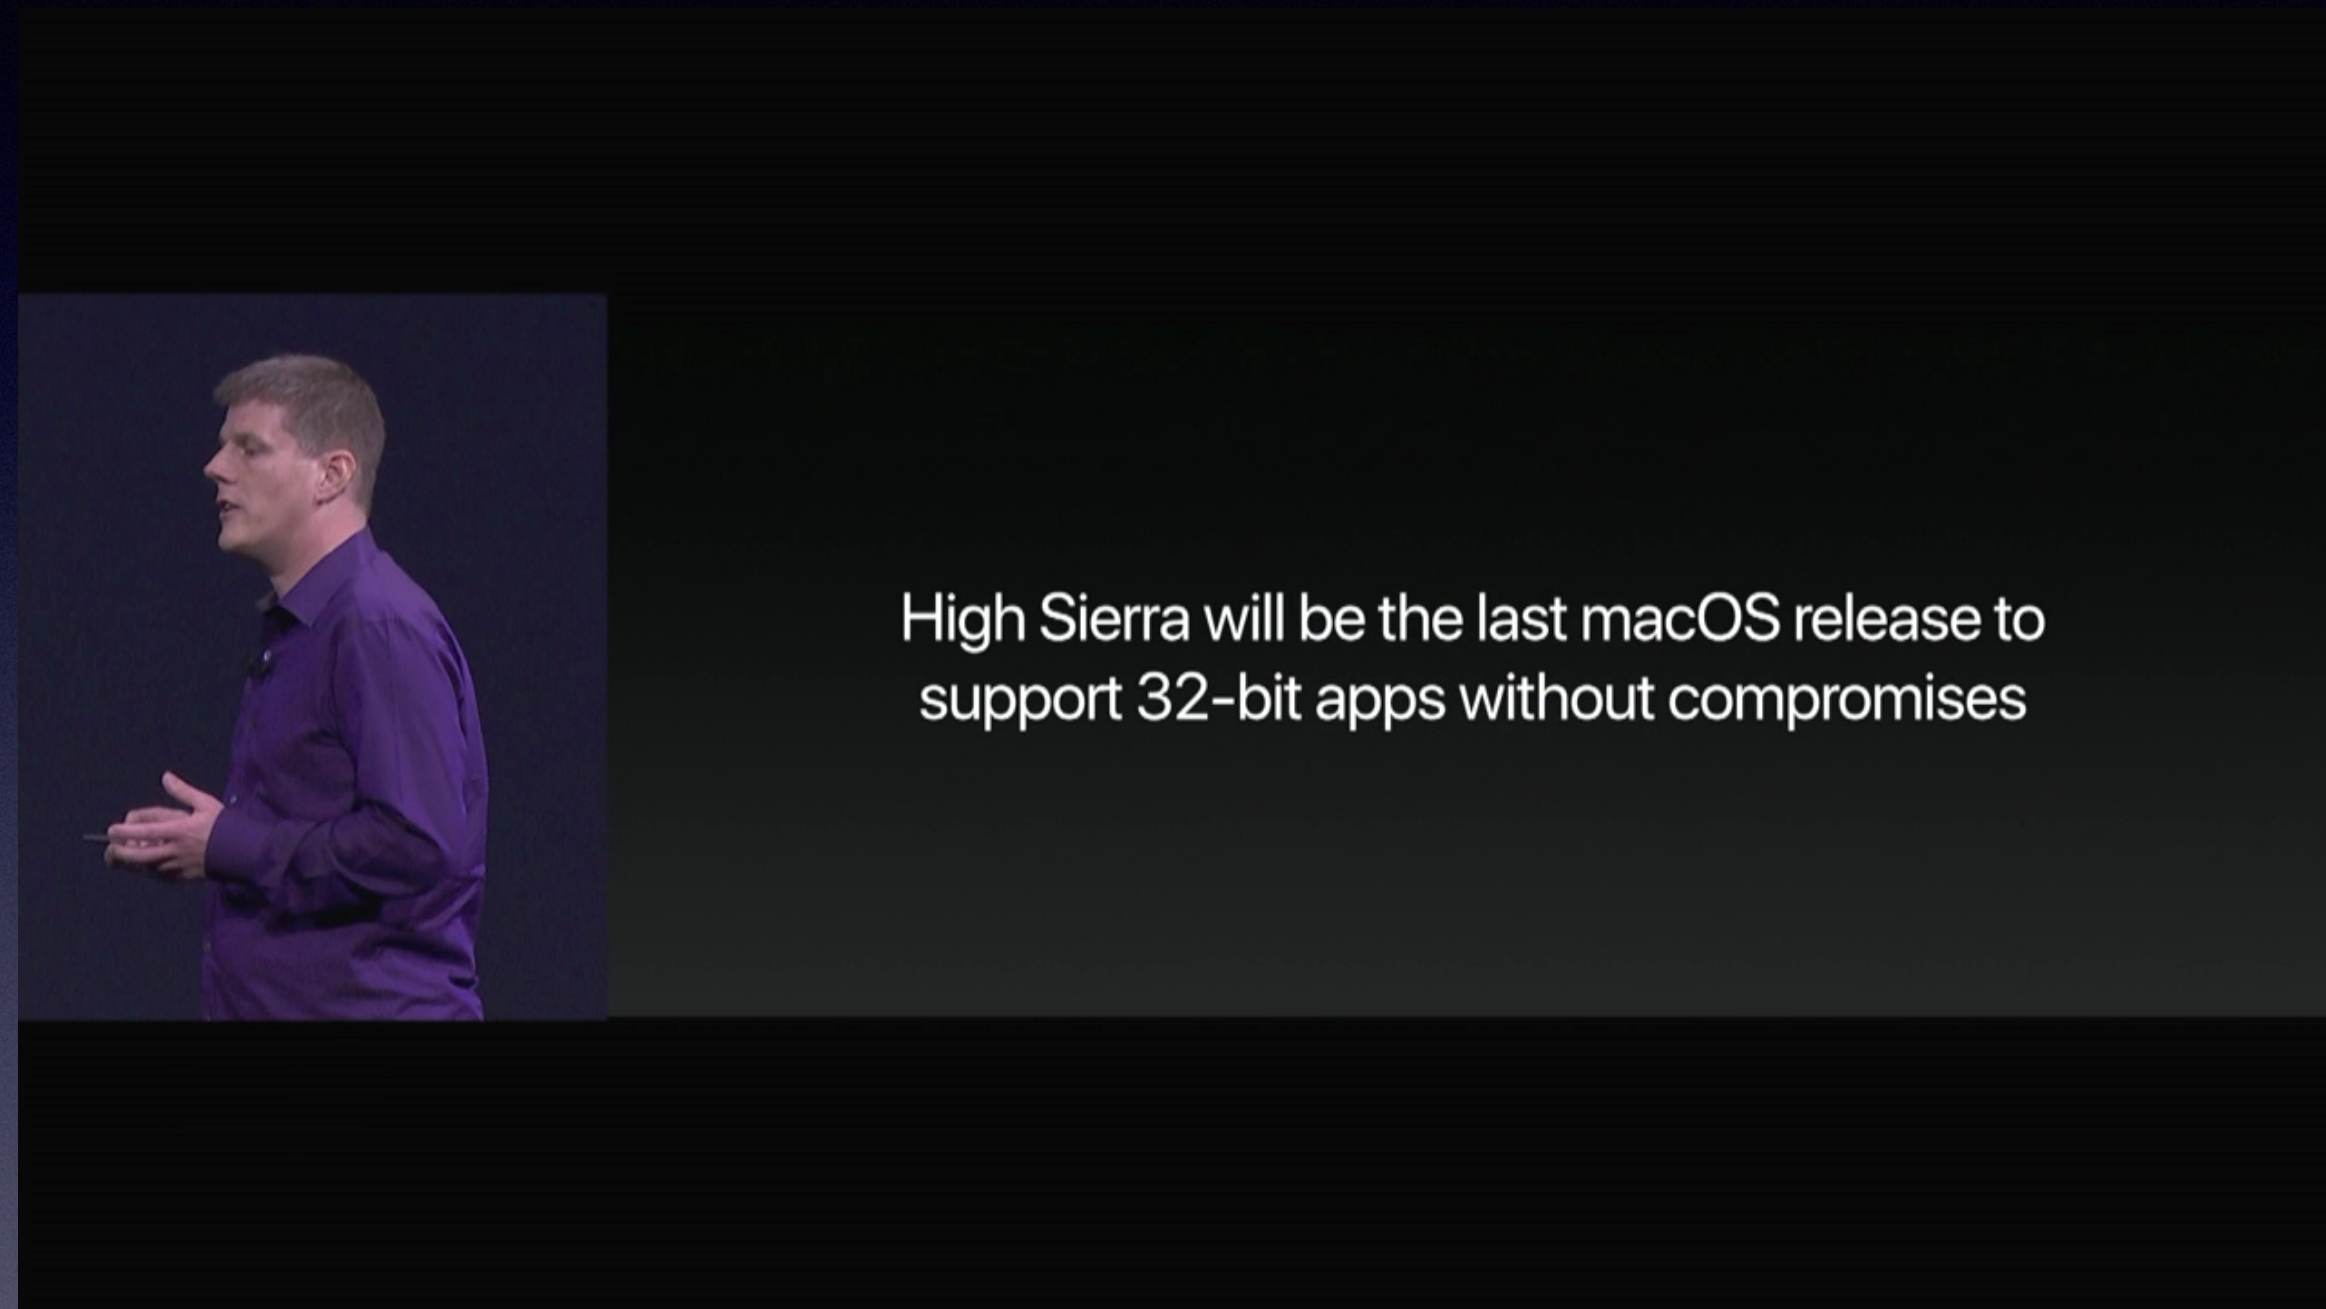 High Sierra will be the last macOS release to
support 32-bit apps without compromises